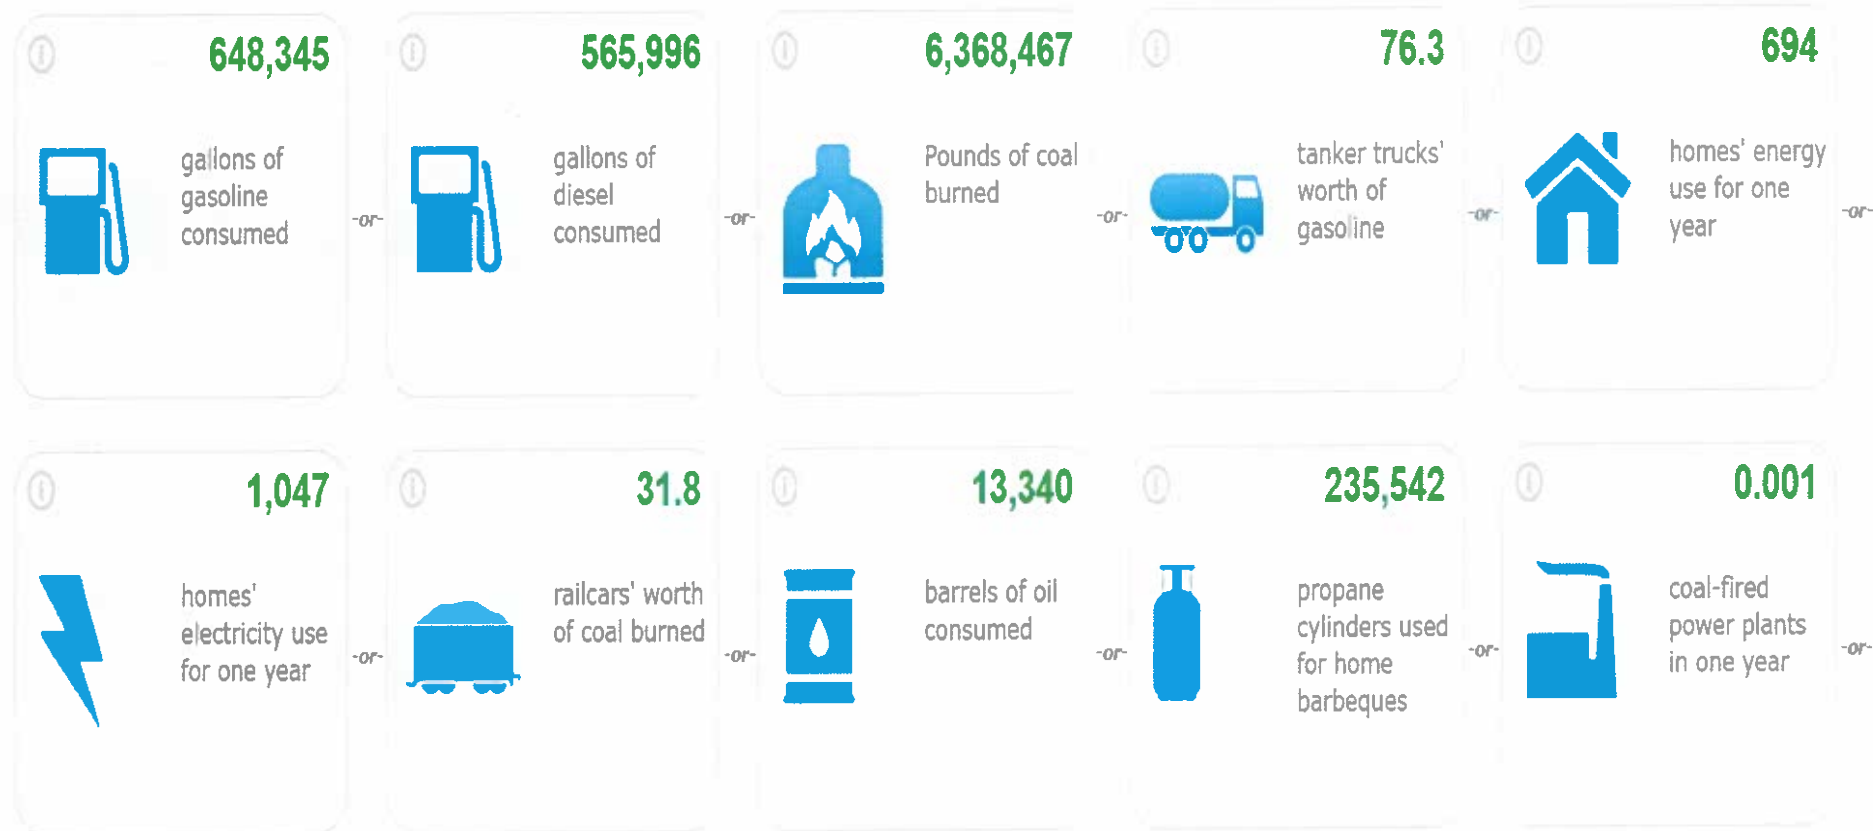 648,345
gallons of
gasoline
consumed
-or-
565,996
gallons of
diesel
consumed
-or-
6,368,467
Pounds of coal
burned
-or-
76.3
tanker trucks'
worth of
gasoline
-or-
694
homes' energy
use for one
year
-or-
1,047
homes'
electricity use
for one year
-or-
31.8
railcars' worth
of coal burned
-or-
13,340
barrels of oil
consumed
-or-
235,542
propane
cylinders used
for home
barbeques
-or-
0.001
coal-fired
power plants
in one year
-or-